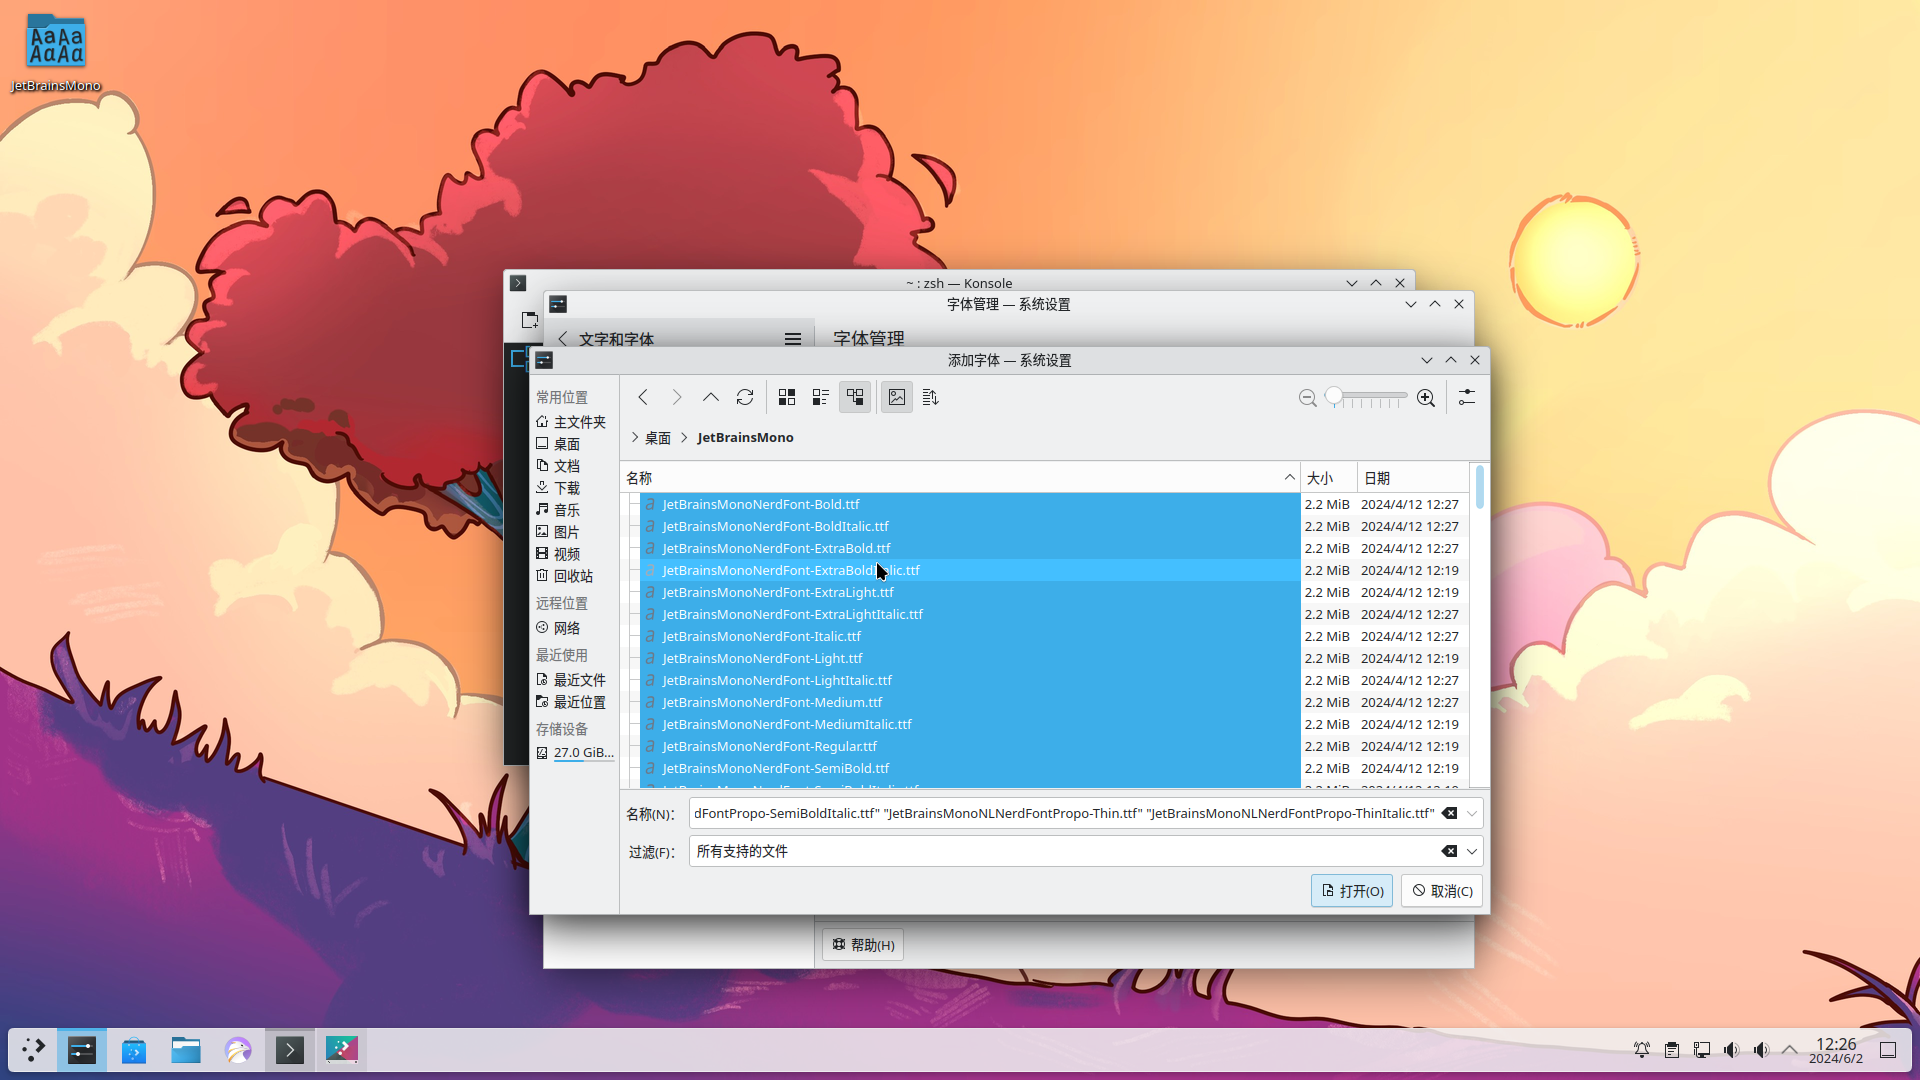 JetBrainsMono
~ : zsh — Konsole
字体管理 — 系统设置
文字和字体
字体管理
添加字体 — 系统设置
常用位置
主文件夹
桌面
文档
下载
音乐
图片
视频
回收站
远程位置
网络
最近使用
最近文件
最近位置
存储设备
27.0 GiB...
桌面 JetBrainsMono
名称 大小 日期
JetBrainsMonoNerdFont-Bold.ttf 2.2 MiB 2024/4/12 12:27
JetBrainsMonoNerdFont-BoldItalic.ttf 2.2 MiB 2024/4/12 12:27
JetBrainsMonoNerdFont-ExtraBold.ttf 2.2 MiB 2024/4/12 12:27
JetBrainsMonoNerdFont-ExtraBoldItalic.ttf 2.2 MiB 2024/4/12 12:19
JetBrainsMonoNerdFont-ExtraLight.ttf 2.2 MiB 2024/4/12 12:19
JetBrainsMonoNerdFont-ExtraLightItalic.ttf 2.2 MiB 2024/4/12 12:27
JetBrainsMonoNerdFont-Italic.ttf 2.2 MiB 2024/4/12 12:27
JetBrainsMonoNerdFont-Light.ttf 2.2 MiB 2024/4/12 12:19
JetBrainsMonoNerdFont-LightItalic.ttf 2.2 MiB 2024/4/12 12:27
JetBrainsMonoNerdFont-Medium.ttf 2.2 MiB 2024/4/12 12:27
JetBrainsMonoNerdFont-MediumItalic.ttf 2.2 MiB 2024/4/12 12:19
JetBrainsMonoNerdFont-Regular.ttf 2.2 MiB 2024/4/12 12:19
JetBrainsMonoNerdFont-SemiBold.ttf 2.2 MiB 2024/4/12 12:19
名称(N)： dFontPropo-SemiBoldItalic.ttf" "JetBrainsMonoNLNerdFontPropo-Thin.ttf" "JetBrainsMonoNLNerdFontPropo-ThinItalic.ttf"
过滤(F)： 所有支持的文件
打开(O) 取消(C)
帮助(H)
12:26
2024/6/2